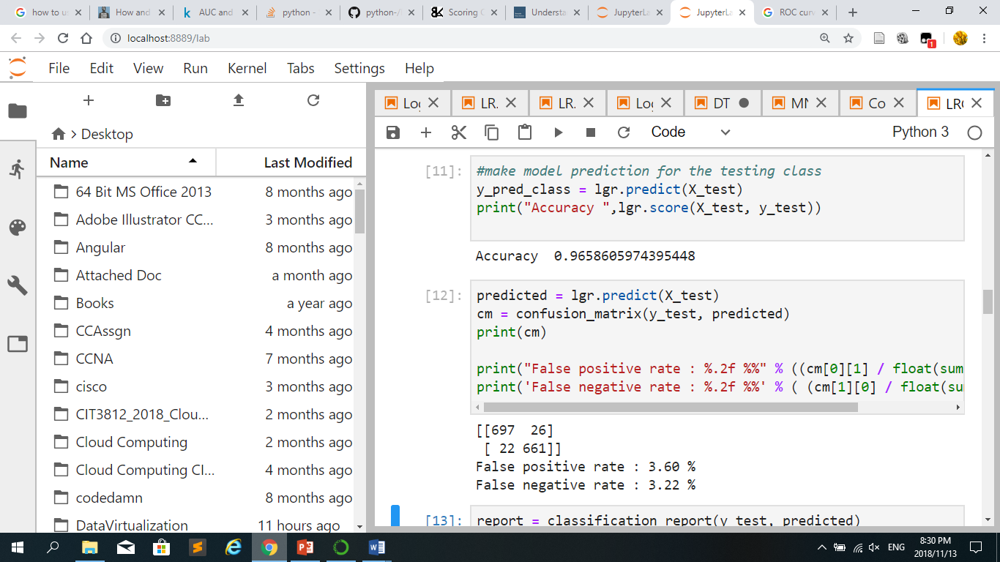 how to us
How and
AUC and
python -
python-/
Scoring C
Understa
JupyterLa
JupyterLa
ROC curv
localhost:8889/lab
1
File Edit View Run Kernel Tabs Settings Help
Desktop
Name Last Modified
64 Bit MS Office 2013 8 months ago
Adobe Illustrator CC... 3 months ago
Angular 8 months ago
Attached Doc a month ago
Books a year ago
CCAssgn 4 months ago
CCNA 7 months ago
cisco 3 months ago
CIT3812_2018_Clou... 2 months ago
Cloud Computing 2 months ago
Cloud Computing CI... 4 months ago
codedamn 8 months ago
DataVirtualization 11 hours ago
Log LR. LR. Log DT MN Co LRC
Code Python 3
[11]: #make model prediction for the testing class
y_pred_class = lgr.predict(X_test)
print("Accuracy ",lgr.score(X_test, y_test))
Accuracy  0.9658605974395448
[12]: predicted = lgr.predict(X_test)
cm = confusion_matrix(y_test, predicted)
print(cm)
print("False positive rate : %.2f %%" % ((cm[0][1] / float(sum
print('False negative rate : %.2f %%' % ( (cm[1][0] / float(su
[[697  26]
[ 22 661]]
False positive rate : 3.60 %
False negative rate : 3.22 %
[13]: report = classification_report(y_test, predicted)
ENG
8:30 PM
2018/11/13